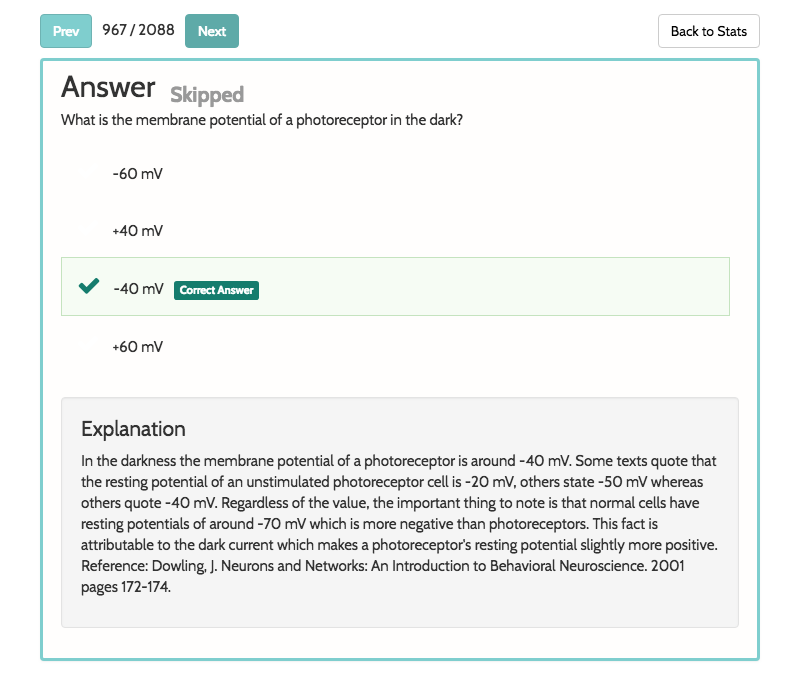 Prev 967 / 2088 Next Back to Stats
Answer Skipped
What is the membrane potential of a photoreceptor in the dark?
-60 mV
+40 mV
-40 mV Correct Answer
+60 mV
Explanation
In the darkness the membrane potential of a photoreceptor is around -40 mV. Some texts quote that
the resting potential of an unstimulated photoreceptor cell is -20 mV, others state -50 mV whereas
others quote -40 mV. Regardless of the value, the important thing to note is that normal cells have
resting potentials of around -70 mV which is more negative than photoreceptors. This fact is
attributable to the dark current which makes a photoreceptor's resting potential slightly more positive.
Reference: Dowling, J. Neurons and Networks: An Introduction to Behavioral Neuroscience. 2001
pages 172-174.